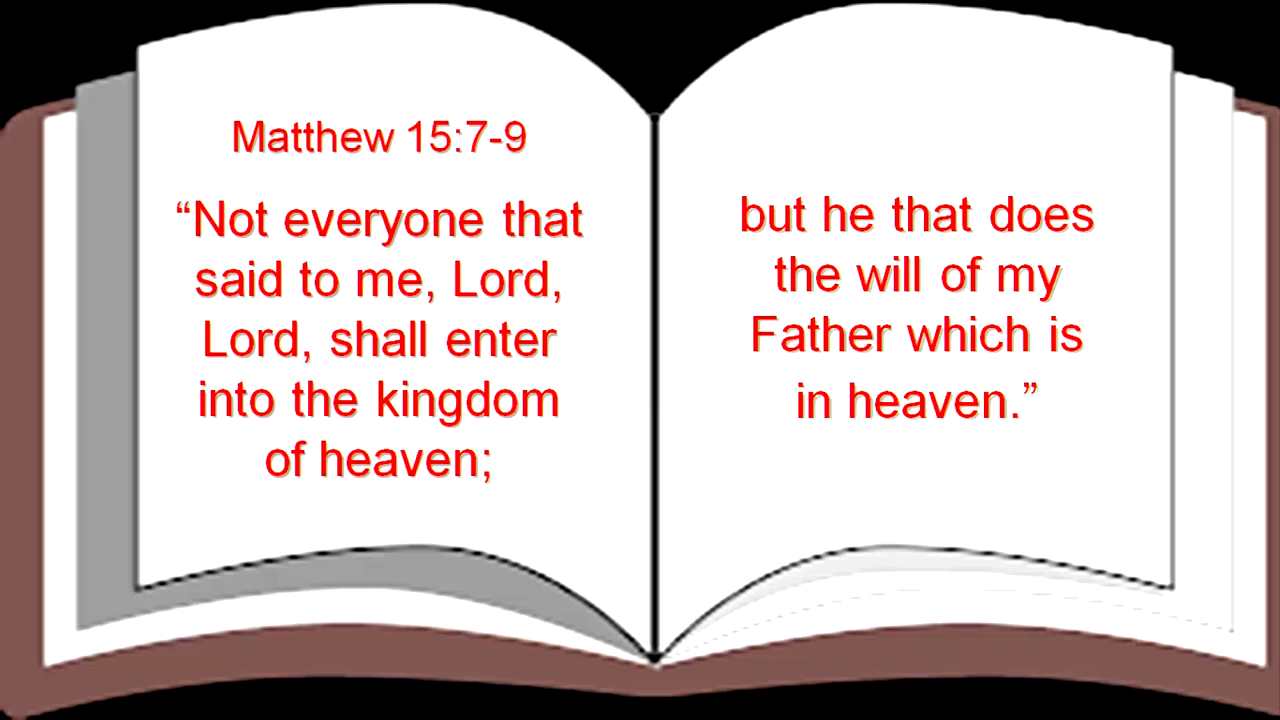 Matthew 15:7-9
“Not everyone that
said to me, Lord,
Lord, shall enter
into the kingdom
of heaven;
but he that does
the will of my
Father which is
in heaven.”